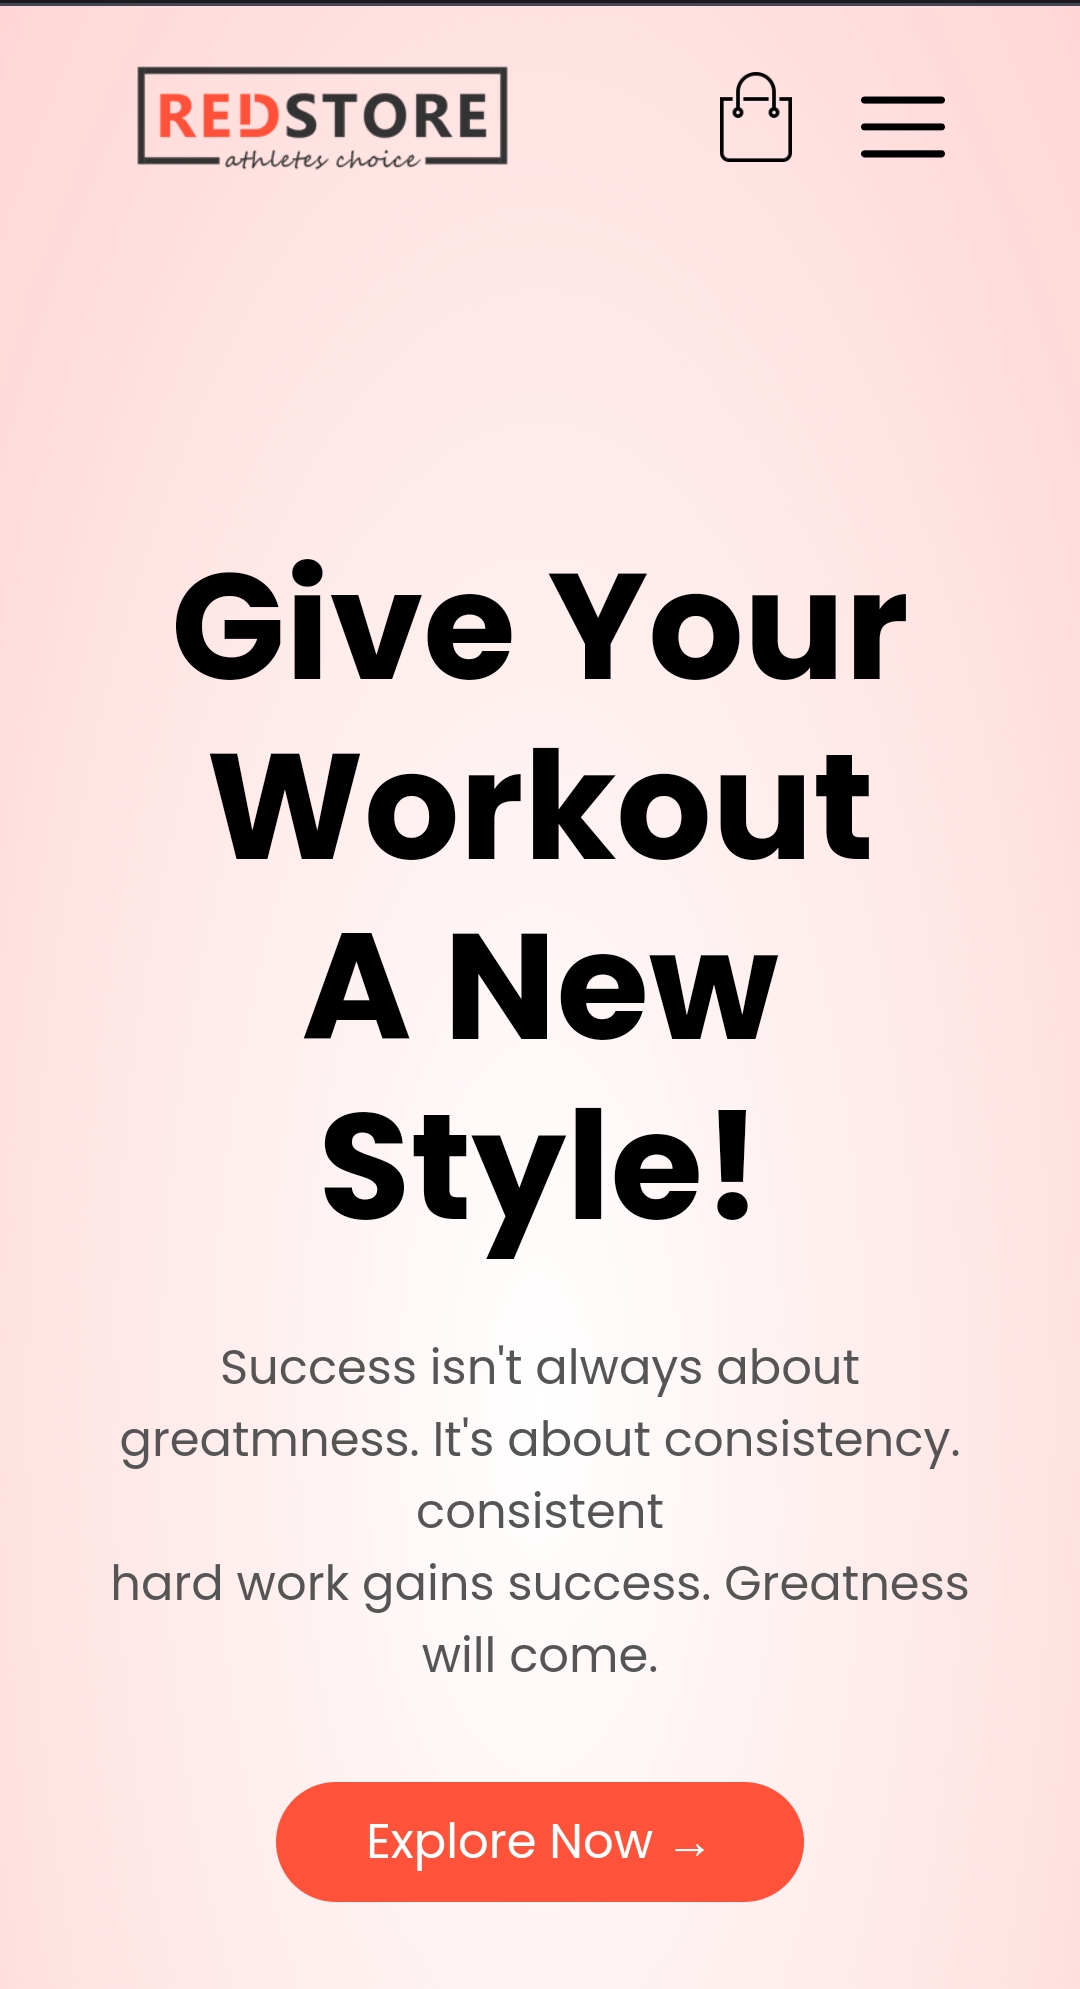 REDSTORE
athletes choice
Give Your
Workout
A New
Style!
Success isn't always about
greatmness. It's about consistency.
consistent
hard work gains success. Greatness
will come.
Explore Now →